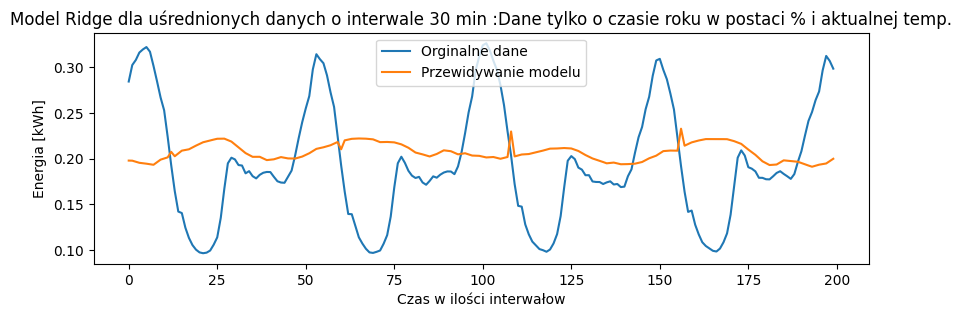 Model Ridge dla uśrednionych danych o interwale 30 min :Dane tylko o czasie roku w postaci % i aktualnej temp.
Orginalne dane
Przewidywanie modelu
Energia [kWh]
0.30
0.25
0.20
0.15
0.10
0 25 50 75 100 125 150 175 200
Czas w ilości interwałow